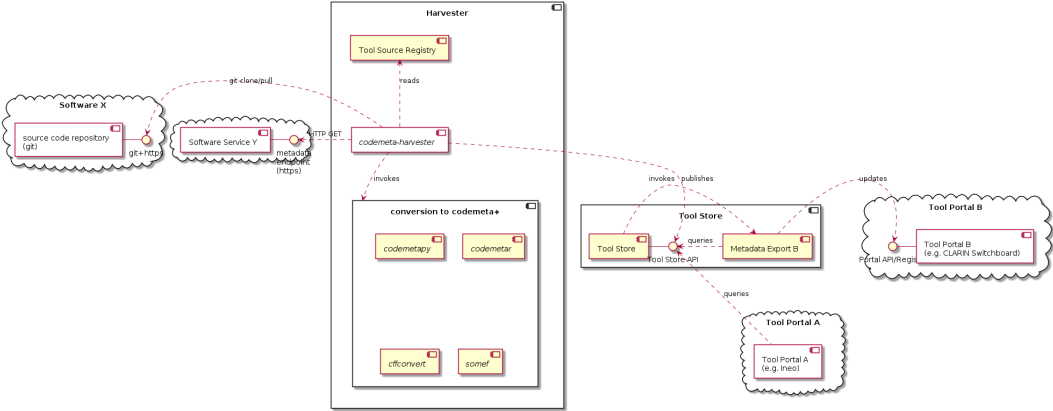 Harvester
Tool Source Registry
git clone/pull
reads
Software X
source code repository
(git)
git+https
Software Service Y
HTTP GET
metadata
endpoint
(https)
codemeta-harvester
invokes
conversion to codemeta+
codemetapy
codemetar
cffconvert
somef
invokes
publishes
Tool Store
Tool Store
queries
Tool Store API
Metadata Export B
updates
Tool Portal B
Portal API/Regis
Tool Portal B
(e.g. CLARIN Switchboard)
queries
Tool Portal A
Tool Portal A
(e.g. Ineo)